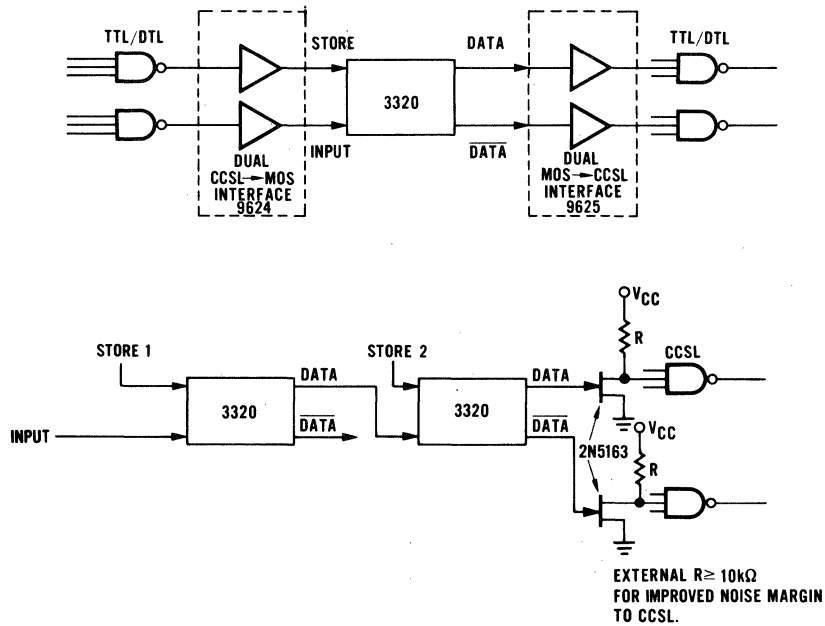 TTL/DTL
STORE
DATA
TTL/DTL
3320
INPUT
DATA
DUAL
CCSL→MOS
INTERFACE
9624
DUAL
MOS→CCSL
INTERFACE
9625
VCC
R
STORE 1
STORE 2
CCSL
DATA
DATA
3320
3320
DATA
DATA
INPUT
2N5163
VCC
R
EXTERNAL R≥ 10kΩ
FOR IMPROVED NOISE MARGIN
TO CCSL.